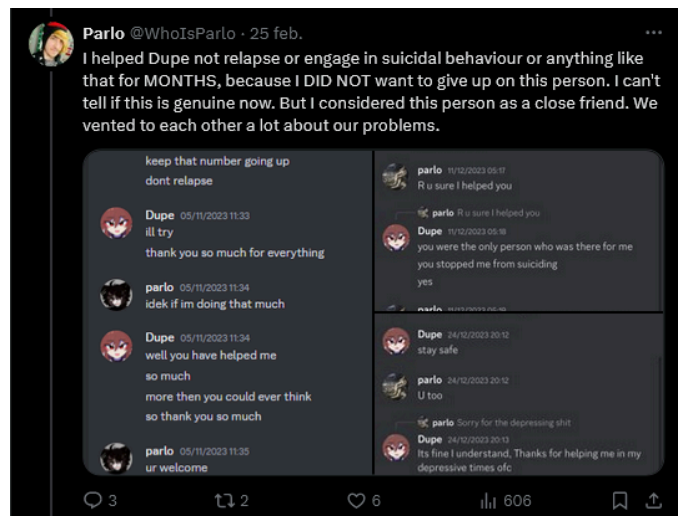 Parlo @WhoIsParlo · 25 feb.
I helped Dupe not relapse or engage in suicidal behaviour or anything like
that for MONTHS, because I DID NOT want to give up on this person. I can't
tell if this is genuine now. But I considered this person as a close friend. We
vented to each other a lot about our problems.
keep that number going up
dont relapse
Dupe 05/11/2023 11:33
ill try
thank you so much for everything
parlo 05/11/2023 11:34
idek if im doing that much
Dupe 05/11/2023 11:34
well you have helped me
so much
more then you could ever think
so thank you so much
parlo 05/11/2023 11:35
ur welcome
parlo 11/12/2023 05:17
R u sure I helped you
parlo R u sure I helped you
Dupe 11/12/2023 05:18
you were the only person who was there for me
you stopped me from suiciding
yes
parlo 11/12/2023 05:19
Dupe 24/12/2023 20:12
stay safe
parlo 24/12/2023 20:12
U too
parlo Sorry for the depressing shit
Dupe 24/12/2023 20:13
Its fine I understand, Thanks for helping me in my
depressive times ofc
3 2 6 606